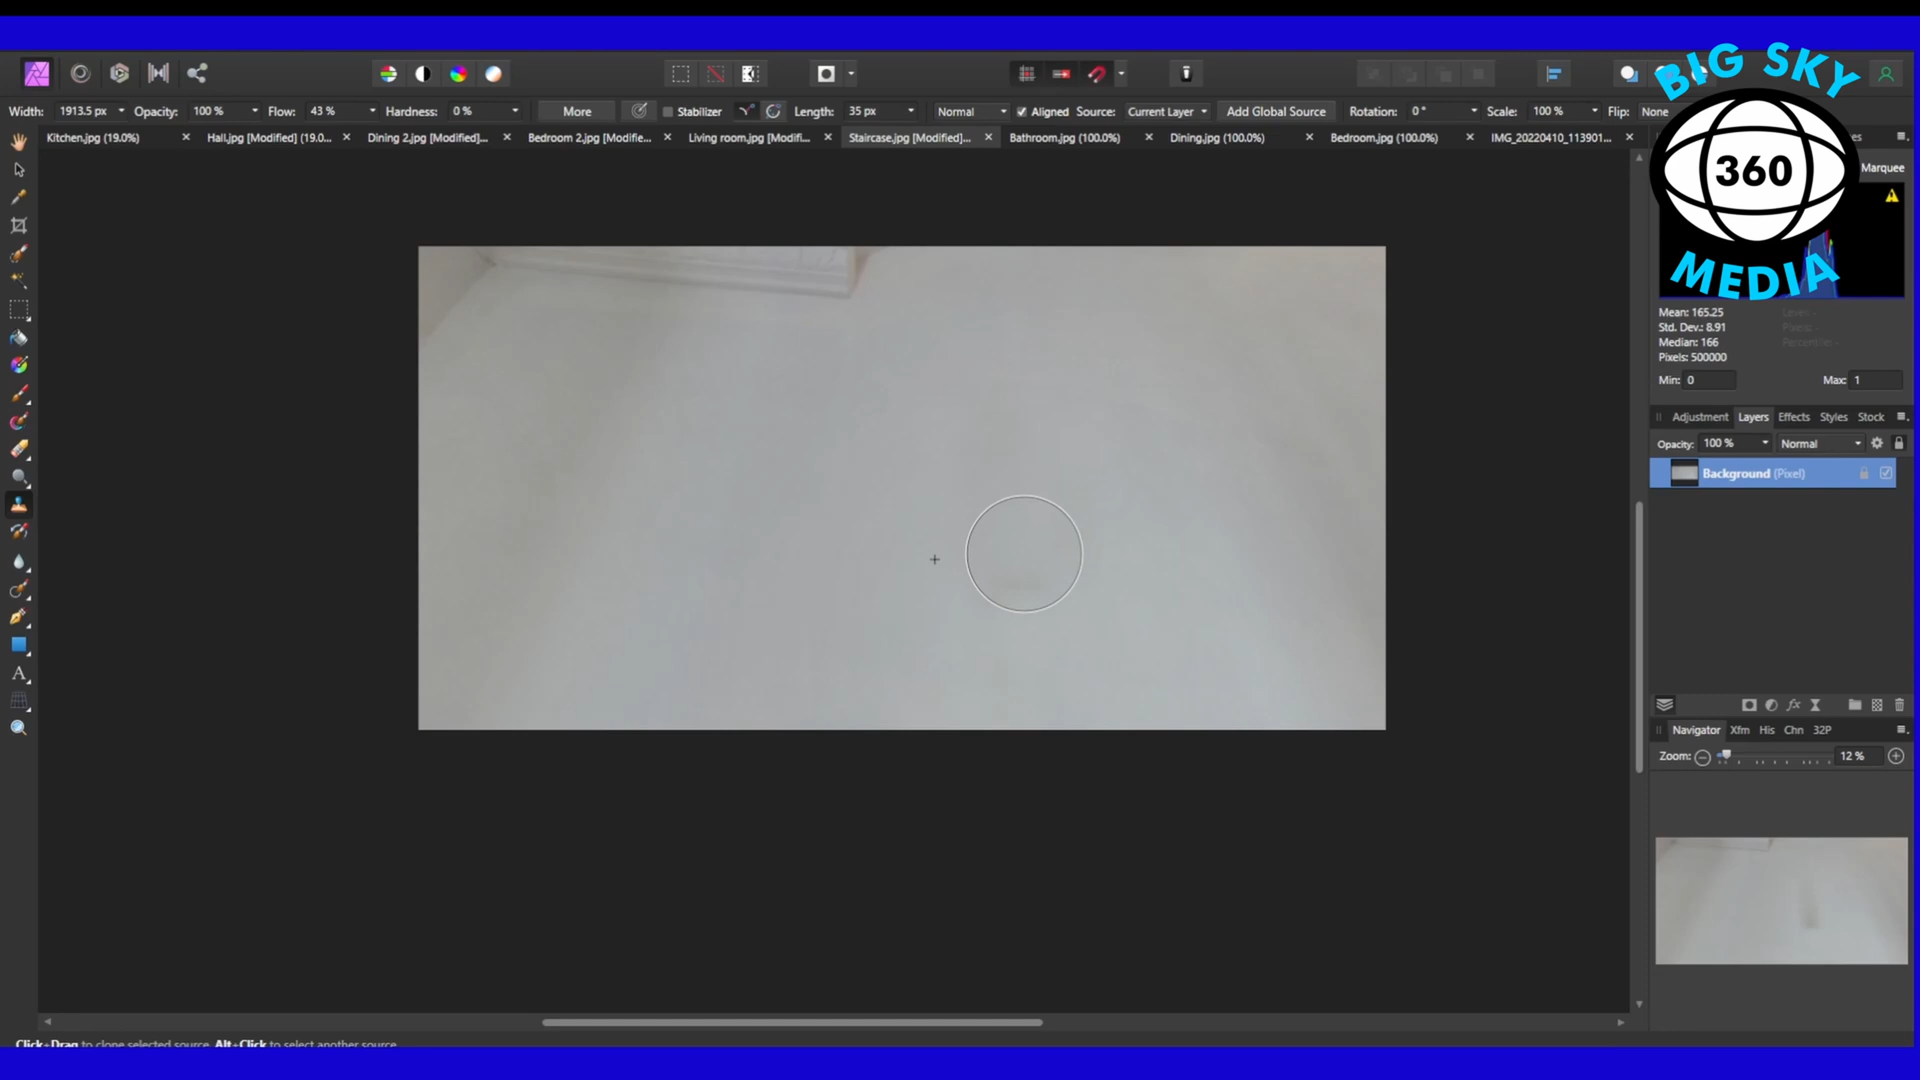 BIG SKY
360
MEDIA
Width: 1913.5 px Opacity: 100 % Flow: 43 % Hardness: 0 % More Stabilizer Length: 35 px Normal Aligned Source: Current Layer Add Global Source Rotation: 0 ° Scale: 100 % Flip: None
Kitchen.jpg (19.0%) Hall.jpg [Modified] (19.0... Dining 2.jpg [Modified]... Bedroom 2.jpg [Modifie... Living room.jpg [Modifi... Staircase.jpg [Modified]... Bathroom.jpg (100.0%) Dining.jpg (100.0%) Bedroom.jpg (100.0%) IMG_20220410_113901...
Marquee
Mean: 165.25
Std. Dev.: 8.91
Median: 166
Pixels: 500000
Level: -
Pixels: -
Percentile: -
Min: 0 Max: 1
Adjustment Layers Effects Styles Stock
Opacity: 100 % Normal
Background (Pixel)
Navigator Xfm His Chn 32P
Zoom: 12 %
Click+Drag to clone selected source. Alt+Click to select another source.